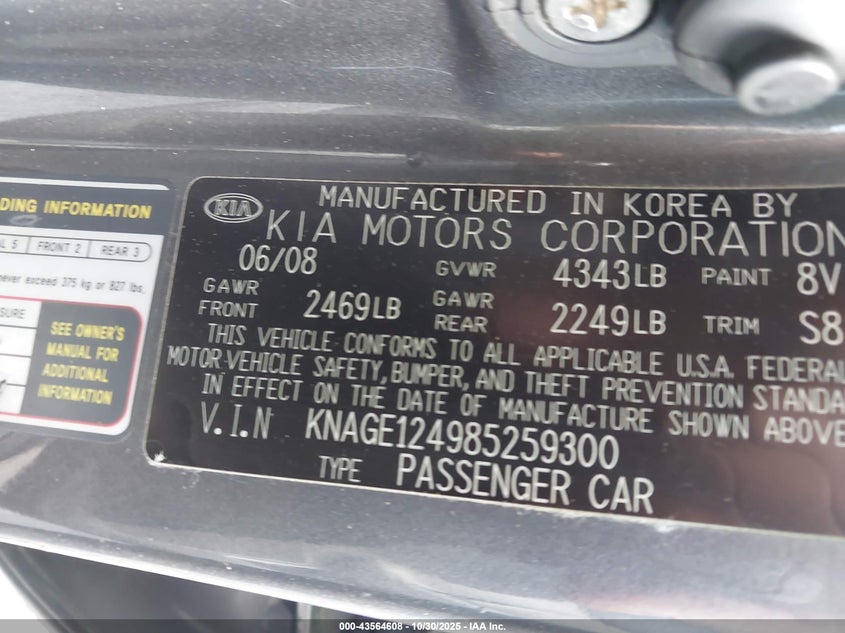 DING INFORMATION
L 5 FRONT 2 REAR 3
never exceed 375 kg or 827 lbs.
SURE
SEE OWNER'S
MANUAL FOR
ADDITIONAL
INFORMATION
KIA
MANUFACTURED IN KOREA BY
KIA MOTORS CORPORATION
06/08 GVWR 4343LB PAINT 8V
GAWR FRONT 2469LB GAWR REAR 2249LB TRIM S8
THIS VEHICLE CONFORMS TO ALL APPLICABLE U.S.A. FEDERAL
MOTOR-VEHICLE SAFETY, BUMPER, AND THEFT PREVENTION STANDA
IN EFFECT ON THE DATE OF MANUFACTURE SHOWN ABOVE
V.I.N KNAGE124985259300
TYPE PASSENGER CAR
000-43564608 - 10/30/2025 - IAA Inc.